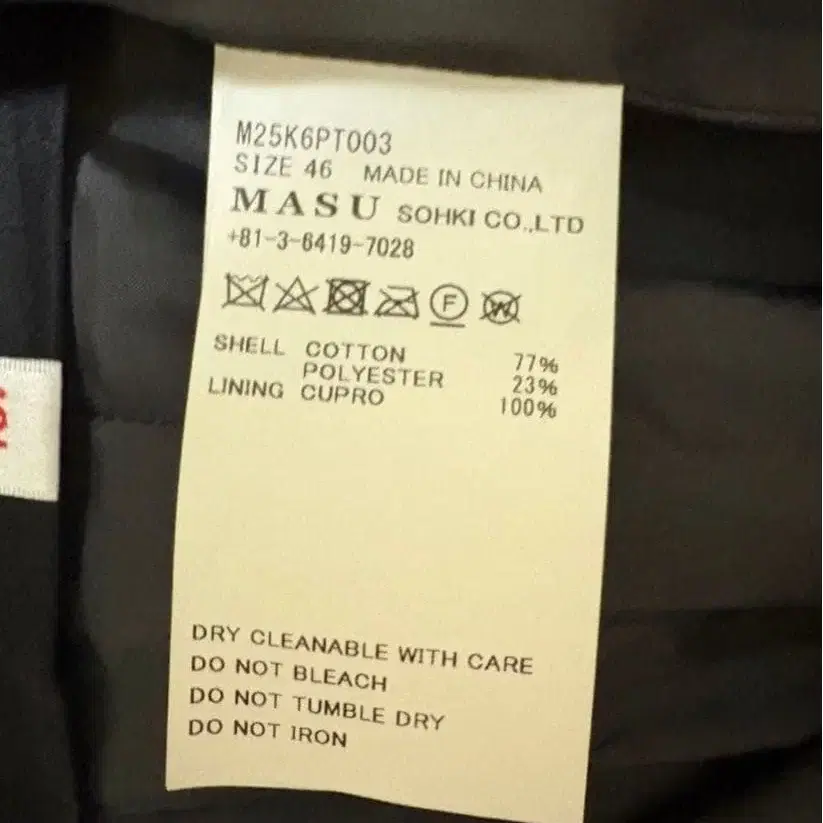 M25K6PT003
SIZE 46 MADE IN CHINA
MASU SOHKI CO.,LTD
+81-3-6419-7028
F W
SHELL COTTON 77%
POLYESTER 23%
LINING CUPRO 100%
DRY CLEANABLE WITH CARE
DO NOT BLEACH
DO NOT TUMBLE DRY
DO NOT IRON